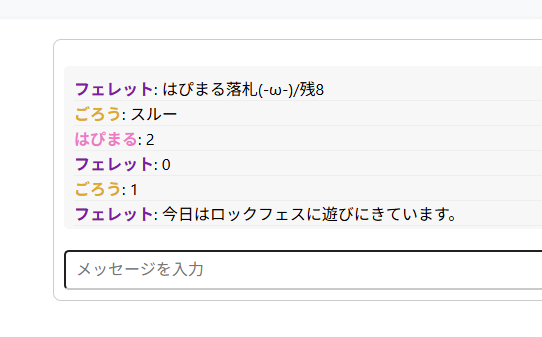 フェレット: はぴまる落札(-ω-)/残8
ごろう: スルー
はぴまる: 2
フェレット: 0
ごろう: 1
フェレット: 今日はロックフェスに遊びにきています。
メッセージを入力